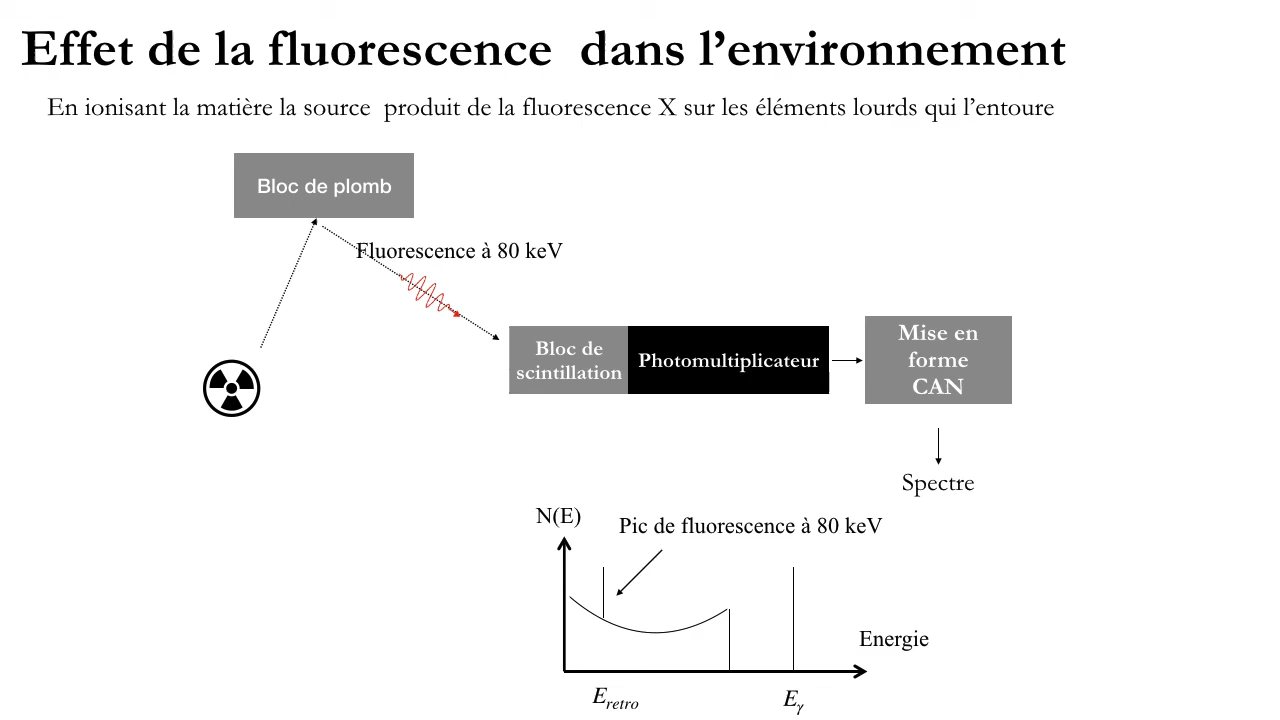 Effet de la fluorescence dans l’environnement
En ionisant la matière la source produit de la fluorescence X sur les éléments lourds qui l’entoure
Bloc de plomb
Fluorescence à 80 keV
Bloc de
scintillation
Photomultiplicateur
Mise en
forme
CAN
Spectre
N(E)
Pic de fluorescence à 80 keV
Energie
E_retro
E_γ